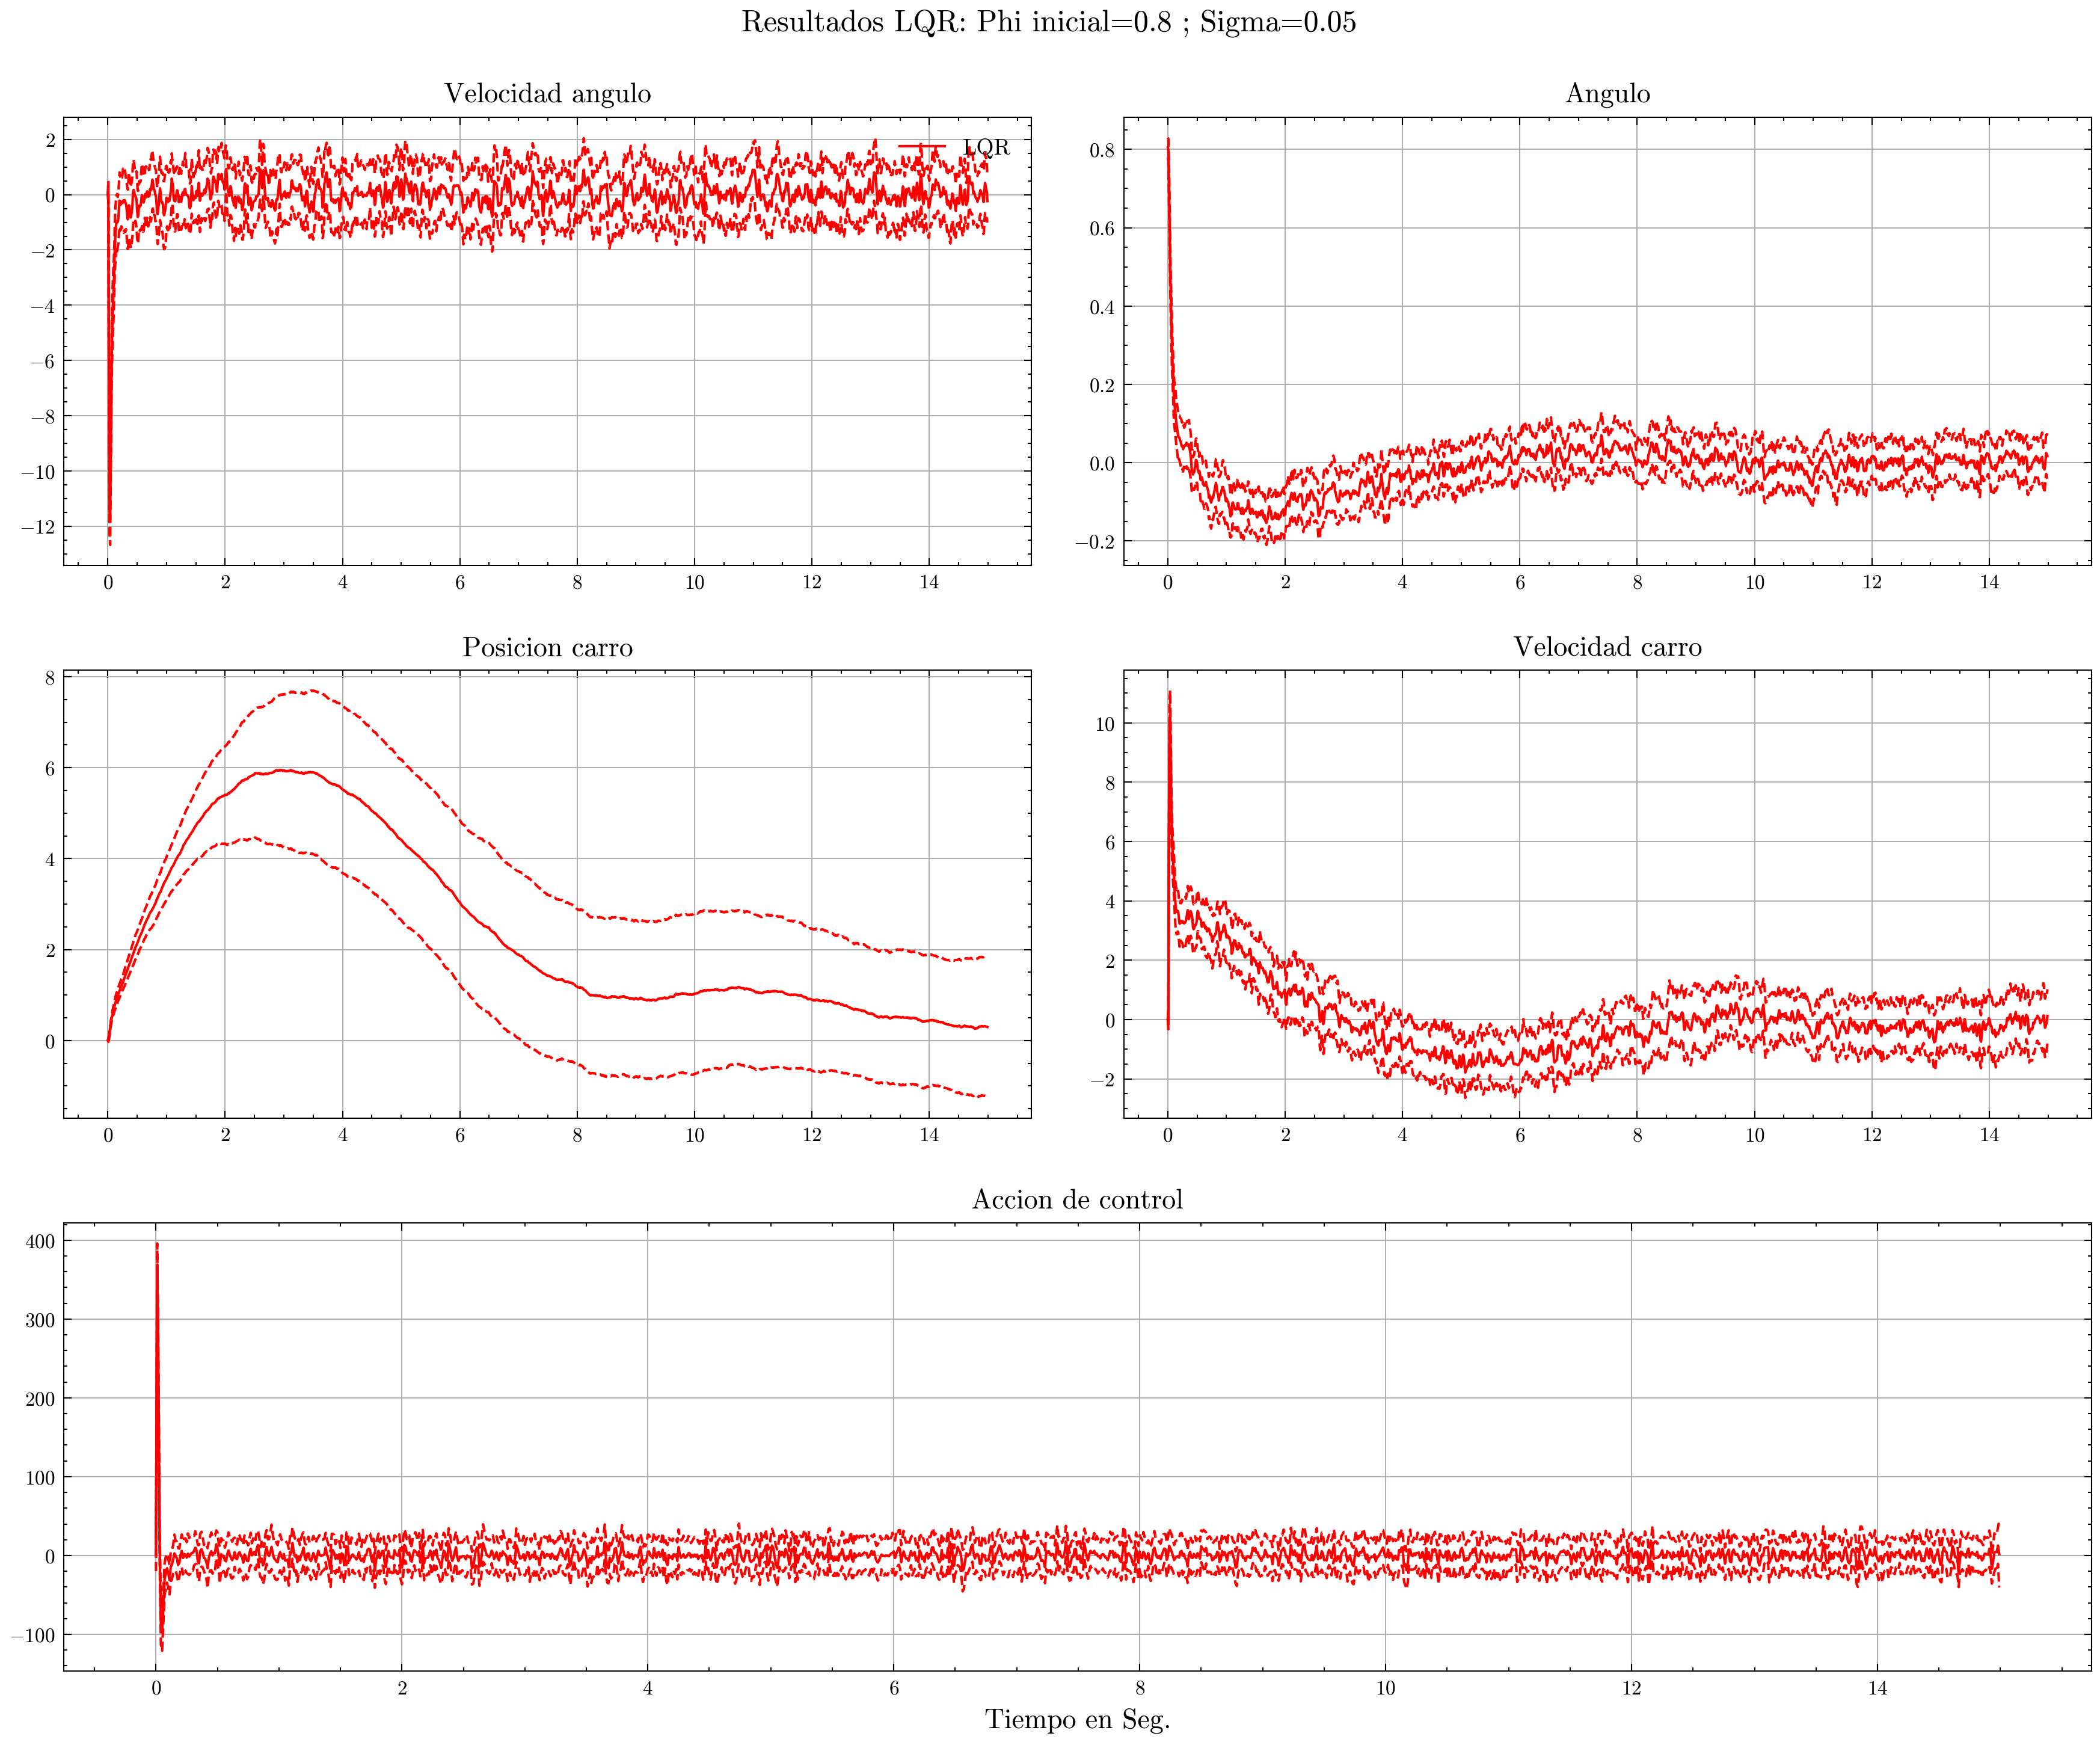 Resultados LQR: Phi inicial=0.8 ; Sigma=0.05
Velocidad angulo
2
0
−2
−4
−6
−8
−10
−12
0 2 4 6 8 10 12 14
LQR
Angulo
0.8
0.6
0.4
0.2
0.0
−0.2
0 2 4 6 8 10 12 14
Posicion carro
8
6
4
2
0
0 2 4 6 8 10 12 14
Velocidad carro
10
8
6
4
2
0
−2
0 2 4 6 8 10 12 14
Accion de control
400
300
200
100
0
−100
0 2 4 6 8 10 12 14
Tiempo en Seg.